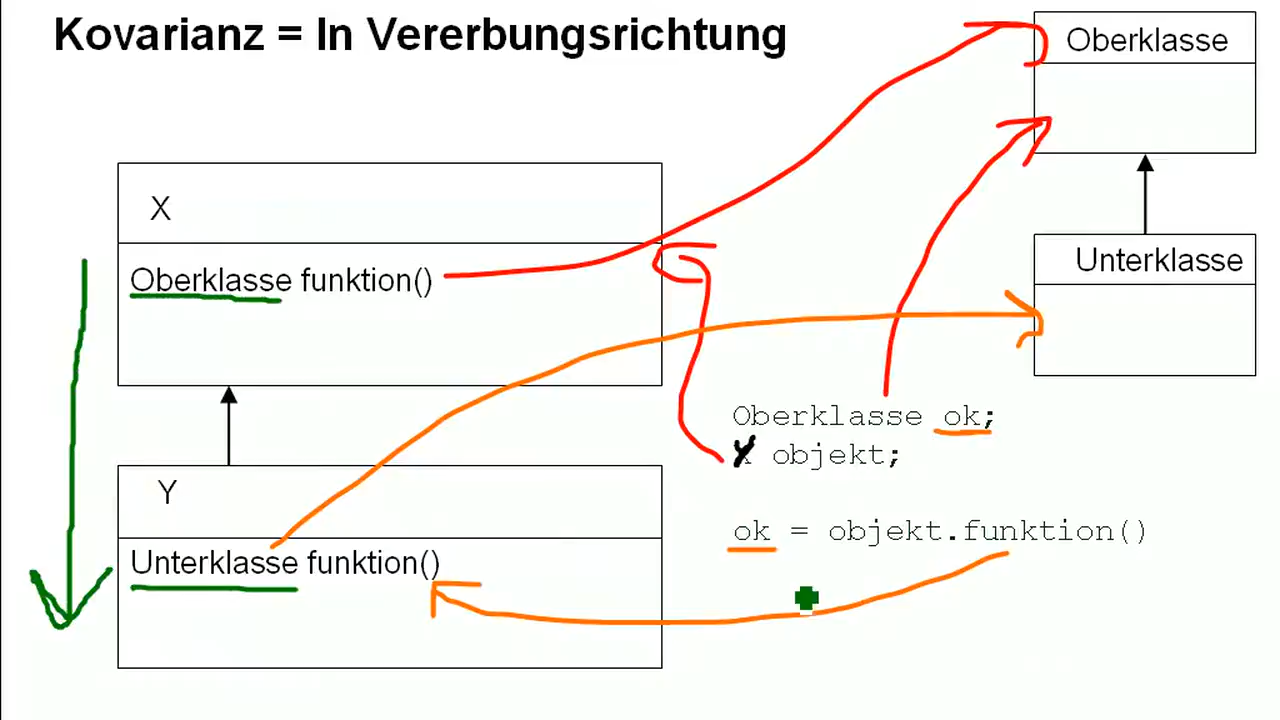 Kovarianz = In Vererbungsrichtung
Oberklasse
X
Oberklasse funktion()
Unterklasse
Oberklasse ok;
Y objekt;
Y
ok = objekt.funktion()
Unterklasse funktion()